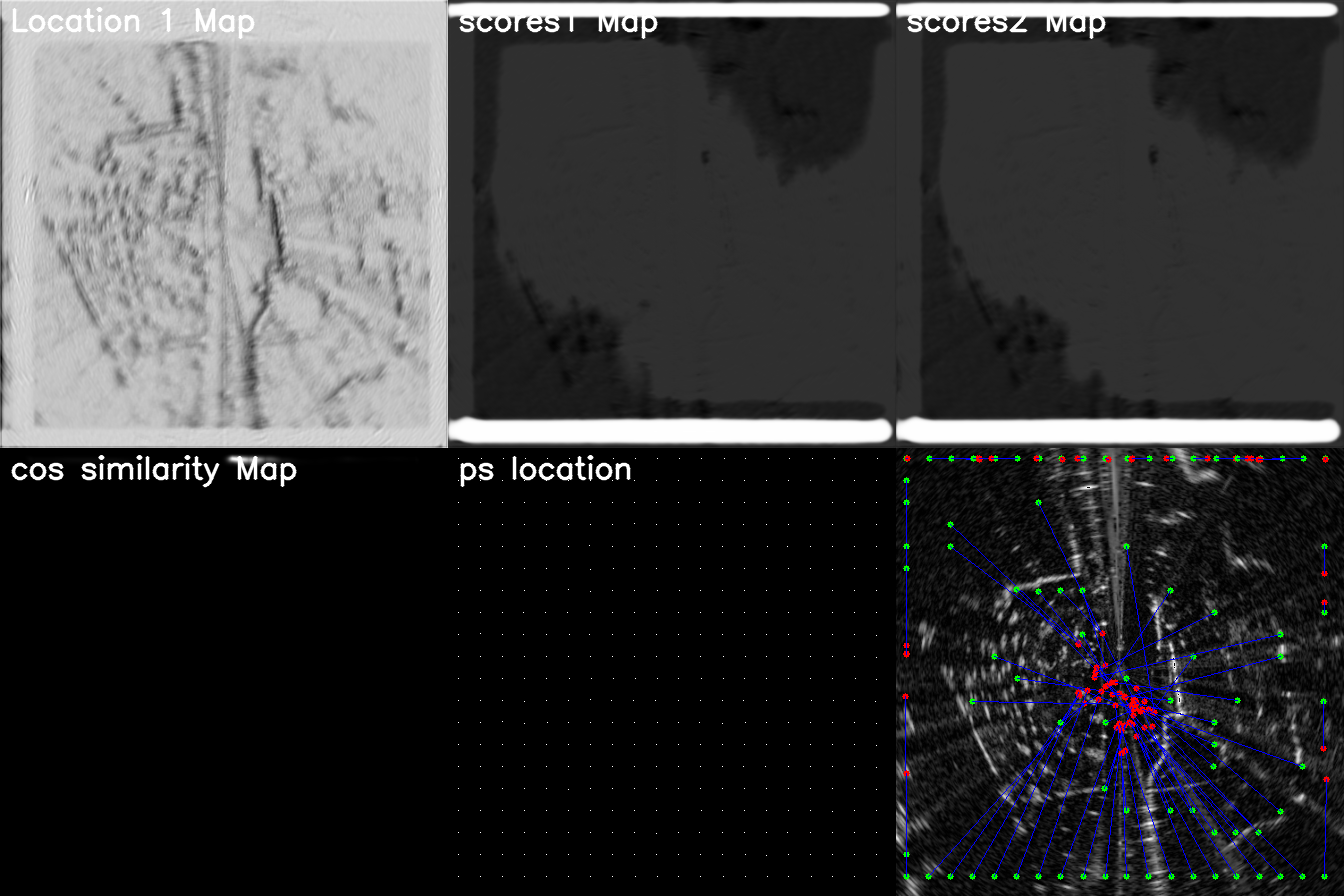 Location 1 Map
scores1 Map
scores2 Map
cos similarity Map
ps location